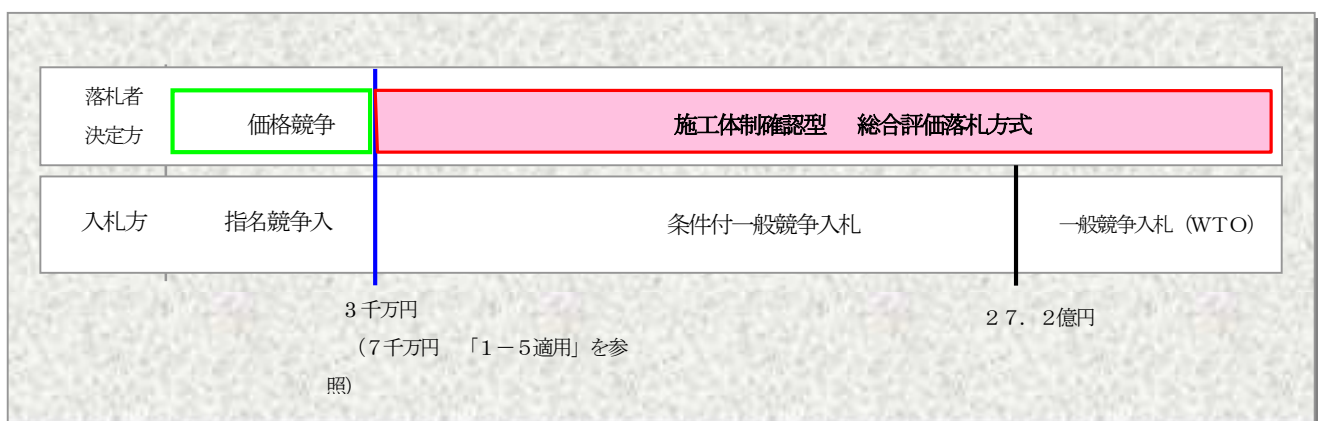 落札者
決定方
価格競争
施工体制確認型 総合評価落札方式
入札方
指名競争入
条件付一般競争入札
一般競争入札（WTO）
3千万円
（7千万円 「1－5適用」を参
照）
27．2億円